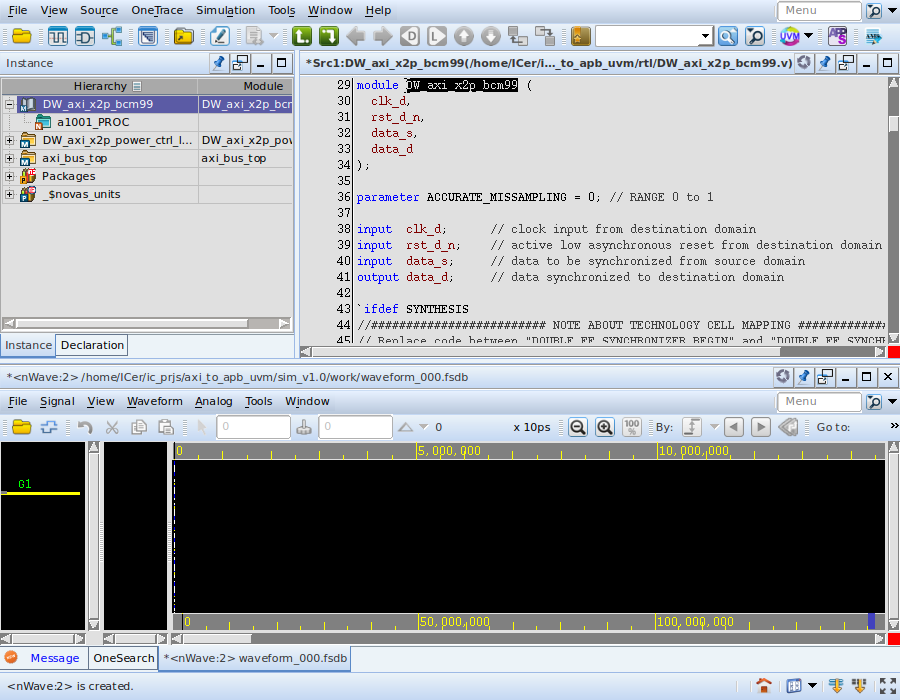 File View Source OneTrace Simulation Tools Window Help Menu
Instance
*Src1:DW_axi_x2p_bcm99(/home/ICer/i..._to_apb_uvm/rtl/DW_axi_x2p_bcm99.v)
Hierarchy Module
DW_axi_x2p_bcm99 DW_axi_x2p_bcr
a1001_PROC
DW_axi_x2p_power_ctrl_l... DW_axi_x2p_pov
axi_bus_top axi_bus_top
Packages
_$novas_units
Instance Declaration
29 module DW_axi_x2p_bcm99 (
30 clk_d,
31 rst_d_n,
32 data_s,
33 data_d
34 );
35
36 parameter ACCURATE_MISSAMPLING = 0; // RANGE 0 to 1
37
38 input clk_d; // clock input from destination domain
39 input rst_d_n; // active low asynchronous reset from destination domain
40 input data_s; // data to be synchronized from source domain
41 output data_d; // data synchronized to destination domain
42
43 `ifdef SYNTHESIS
44 //######################### NOTE ABOUT TECHNOLOGY CELL MAPPING #############
45 // Replace code between "DOUBLE FF SYNCHRONIZER BEGIN" and "DOUBLE FF SYNCH
*<nWave:2> /home/ICer/ic_prjs/axi_to_apb_uvm/sim_v1.0/work/waveform_000.fsdb
File Signal View Waveform Analog Tools Window Menu
0 0 0 x 10ps 100% By: Go to: »
G1
0 5,000,000 10,000,000
0 50,000,000 100,000,000
Message OneSearch *<nWave:2> waveform_000.fsdb
<nWave:2> is created.